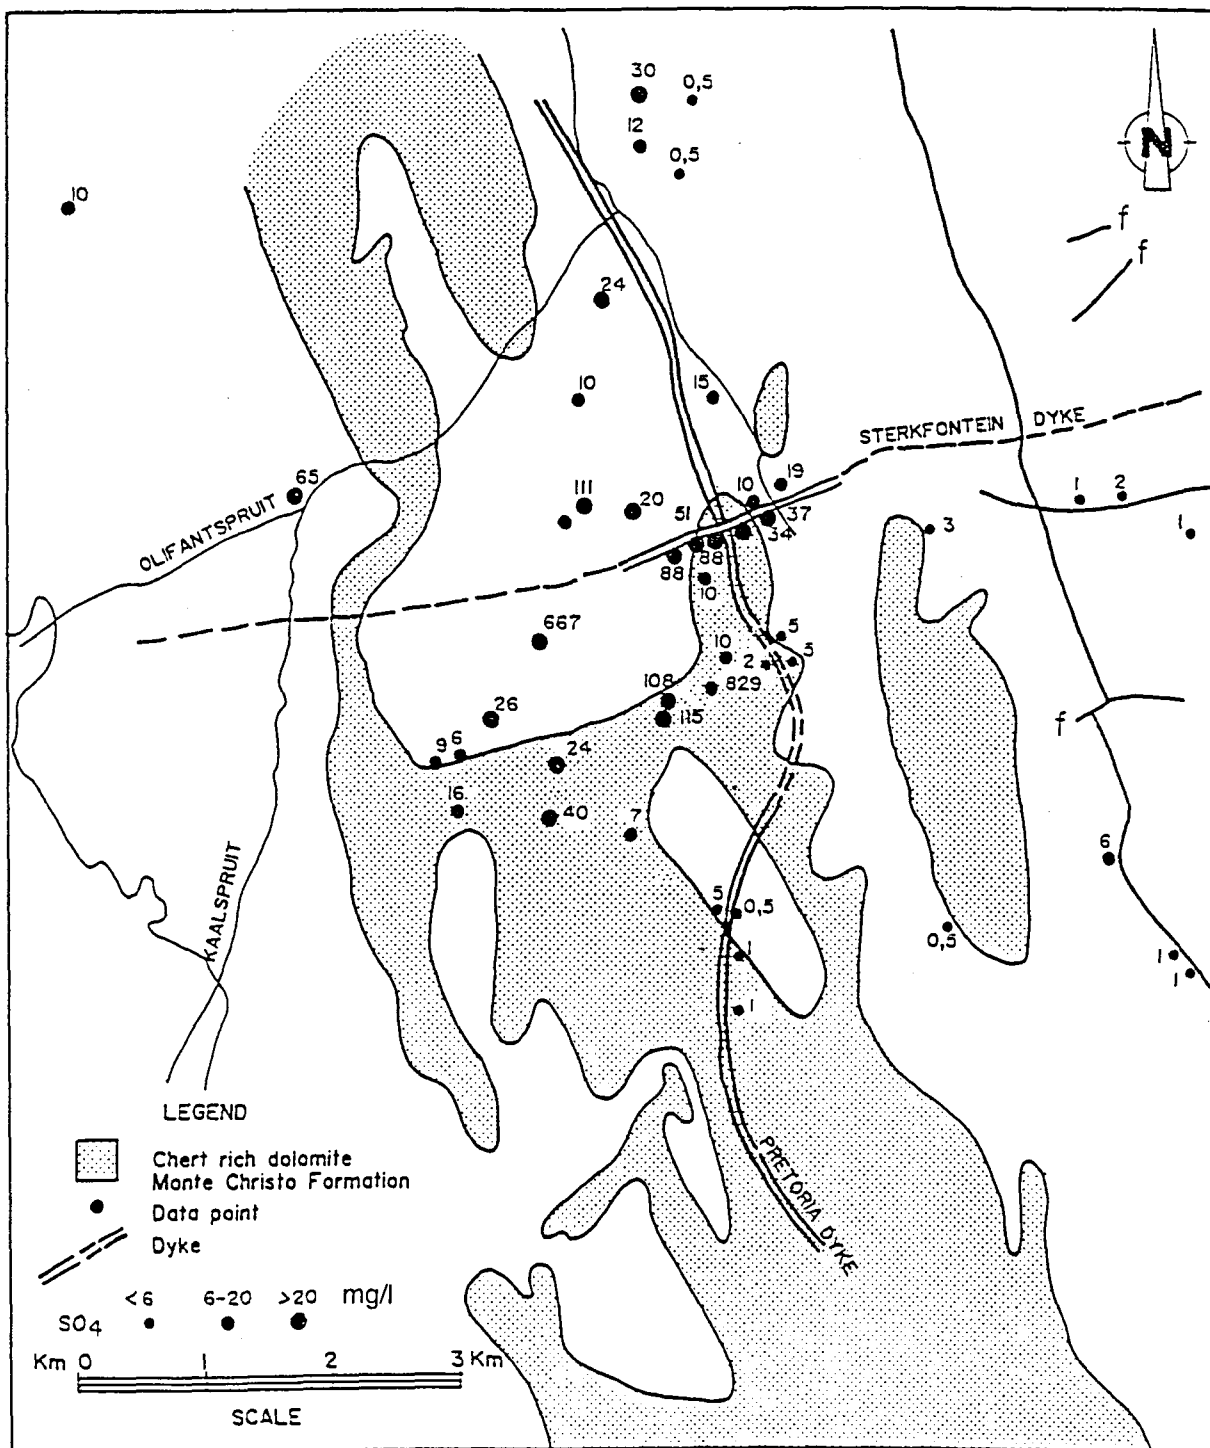 30
0,5
12
0,5
N
10
f
f
24
10
15
STERKFONTEIN DYKE
65
111
20
51
10
19
37
34
1
2
1
3
OLIFANTSPRUIT
88
88
10
667
5
10
2
5
829
108
115
26
f
9
6
24
16
40
7
6
KAALSPRUIT
5
0,5
0,5
1
1
1
1
LEGEND
Chert rich dolomite
Monte Christo Formation
Data point
Dyke
PRETORIA DYKE
<6 6-20 >20 mg/l
SO4
Km 0 1 2 3 Km
SCALE